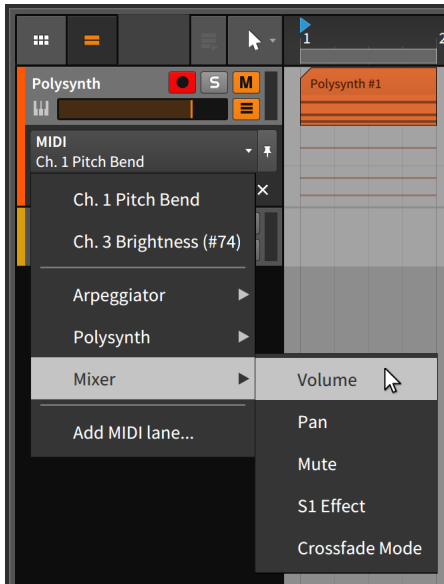 1
2
Polysynth
S
M
Polysynth #1
MIDI
Ch. 1 Pitch Bend
Ch. 1 Pitch Bend
Ch. 3 Brightness (#74)
Arpeggiator
Polysynth
Mixer
Add MIDI lane...
Volume
Pan
Mute
S1 Effect
Crossfade Mode